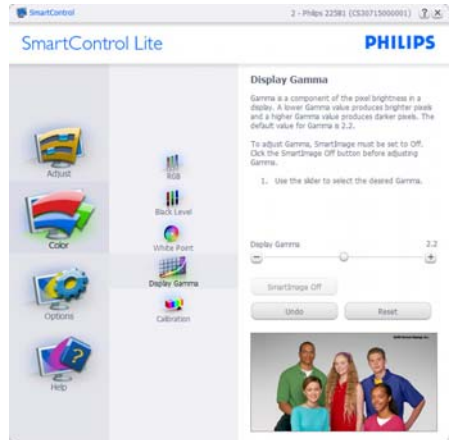 SmartControl
2 - Philips 225B1 (CS30715000001)
SmartControl Lite
PHILIPS
Adjust
Color
Options
Help
RGB
Black Level
White Point
Display Gamma
Calibration
Display Gamma
Gamma is a component of the pixel brightness in a
display. A lower Gamma value produces brighter pixels
and a higher Gamma value produces darker pixels. The
default value for Gamma is 2.2.
To adjust Gamma, SmartImage must be set to Off.
Click the SmartImage Off button before adjusting
Gamma.
1. Use the slider to select the desired Gamma.
Display Gamma 2.2
SmartImage Off
Undo
Reset